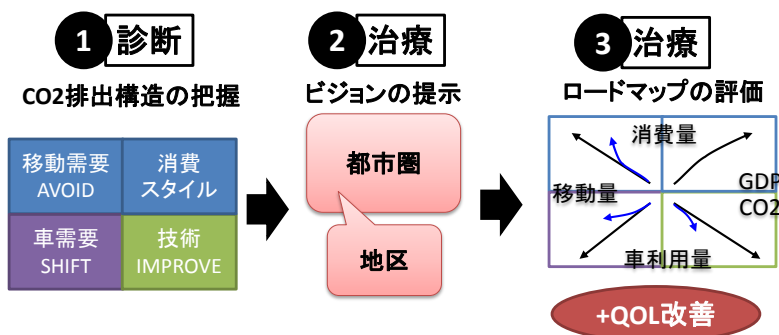 1 診断
CO2排出構造の把握
移動需要
AVOID
消費
スタイル
車需要
SHIFT
技術
IMPROVE
2 治療
ビジョンの提示
都市圏
地区
3 治療
ロードマップの評価
消費量
移動量
GDP
CO2
車利用量
+QOL改善